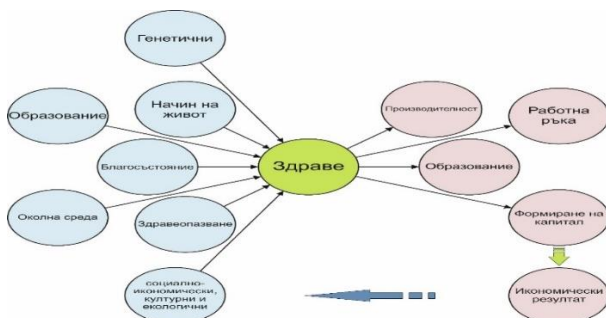 Генетични
Начин на
живот
Образование
Благосъстояние
Околна среда
Здравеопазване
социално-
икономически,
културни и
екологични
Здраве
Производителност
Работна
ръка
Образование
Формиране на
капитал
Икономически
резултат